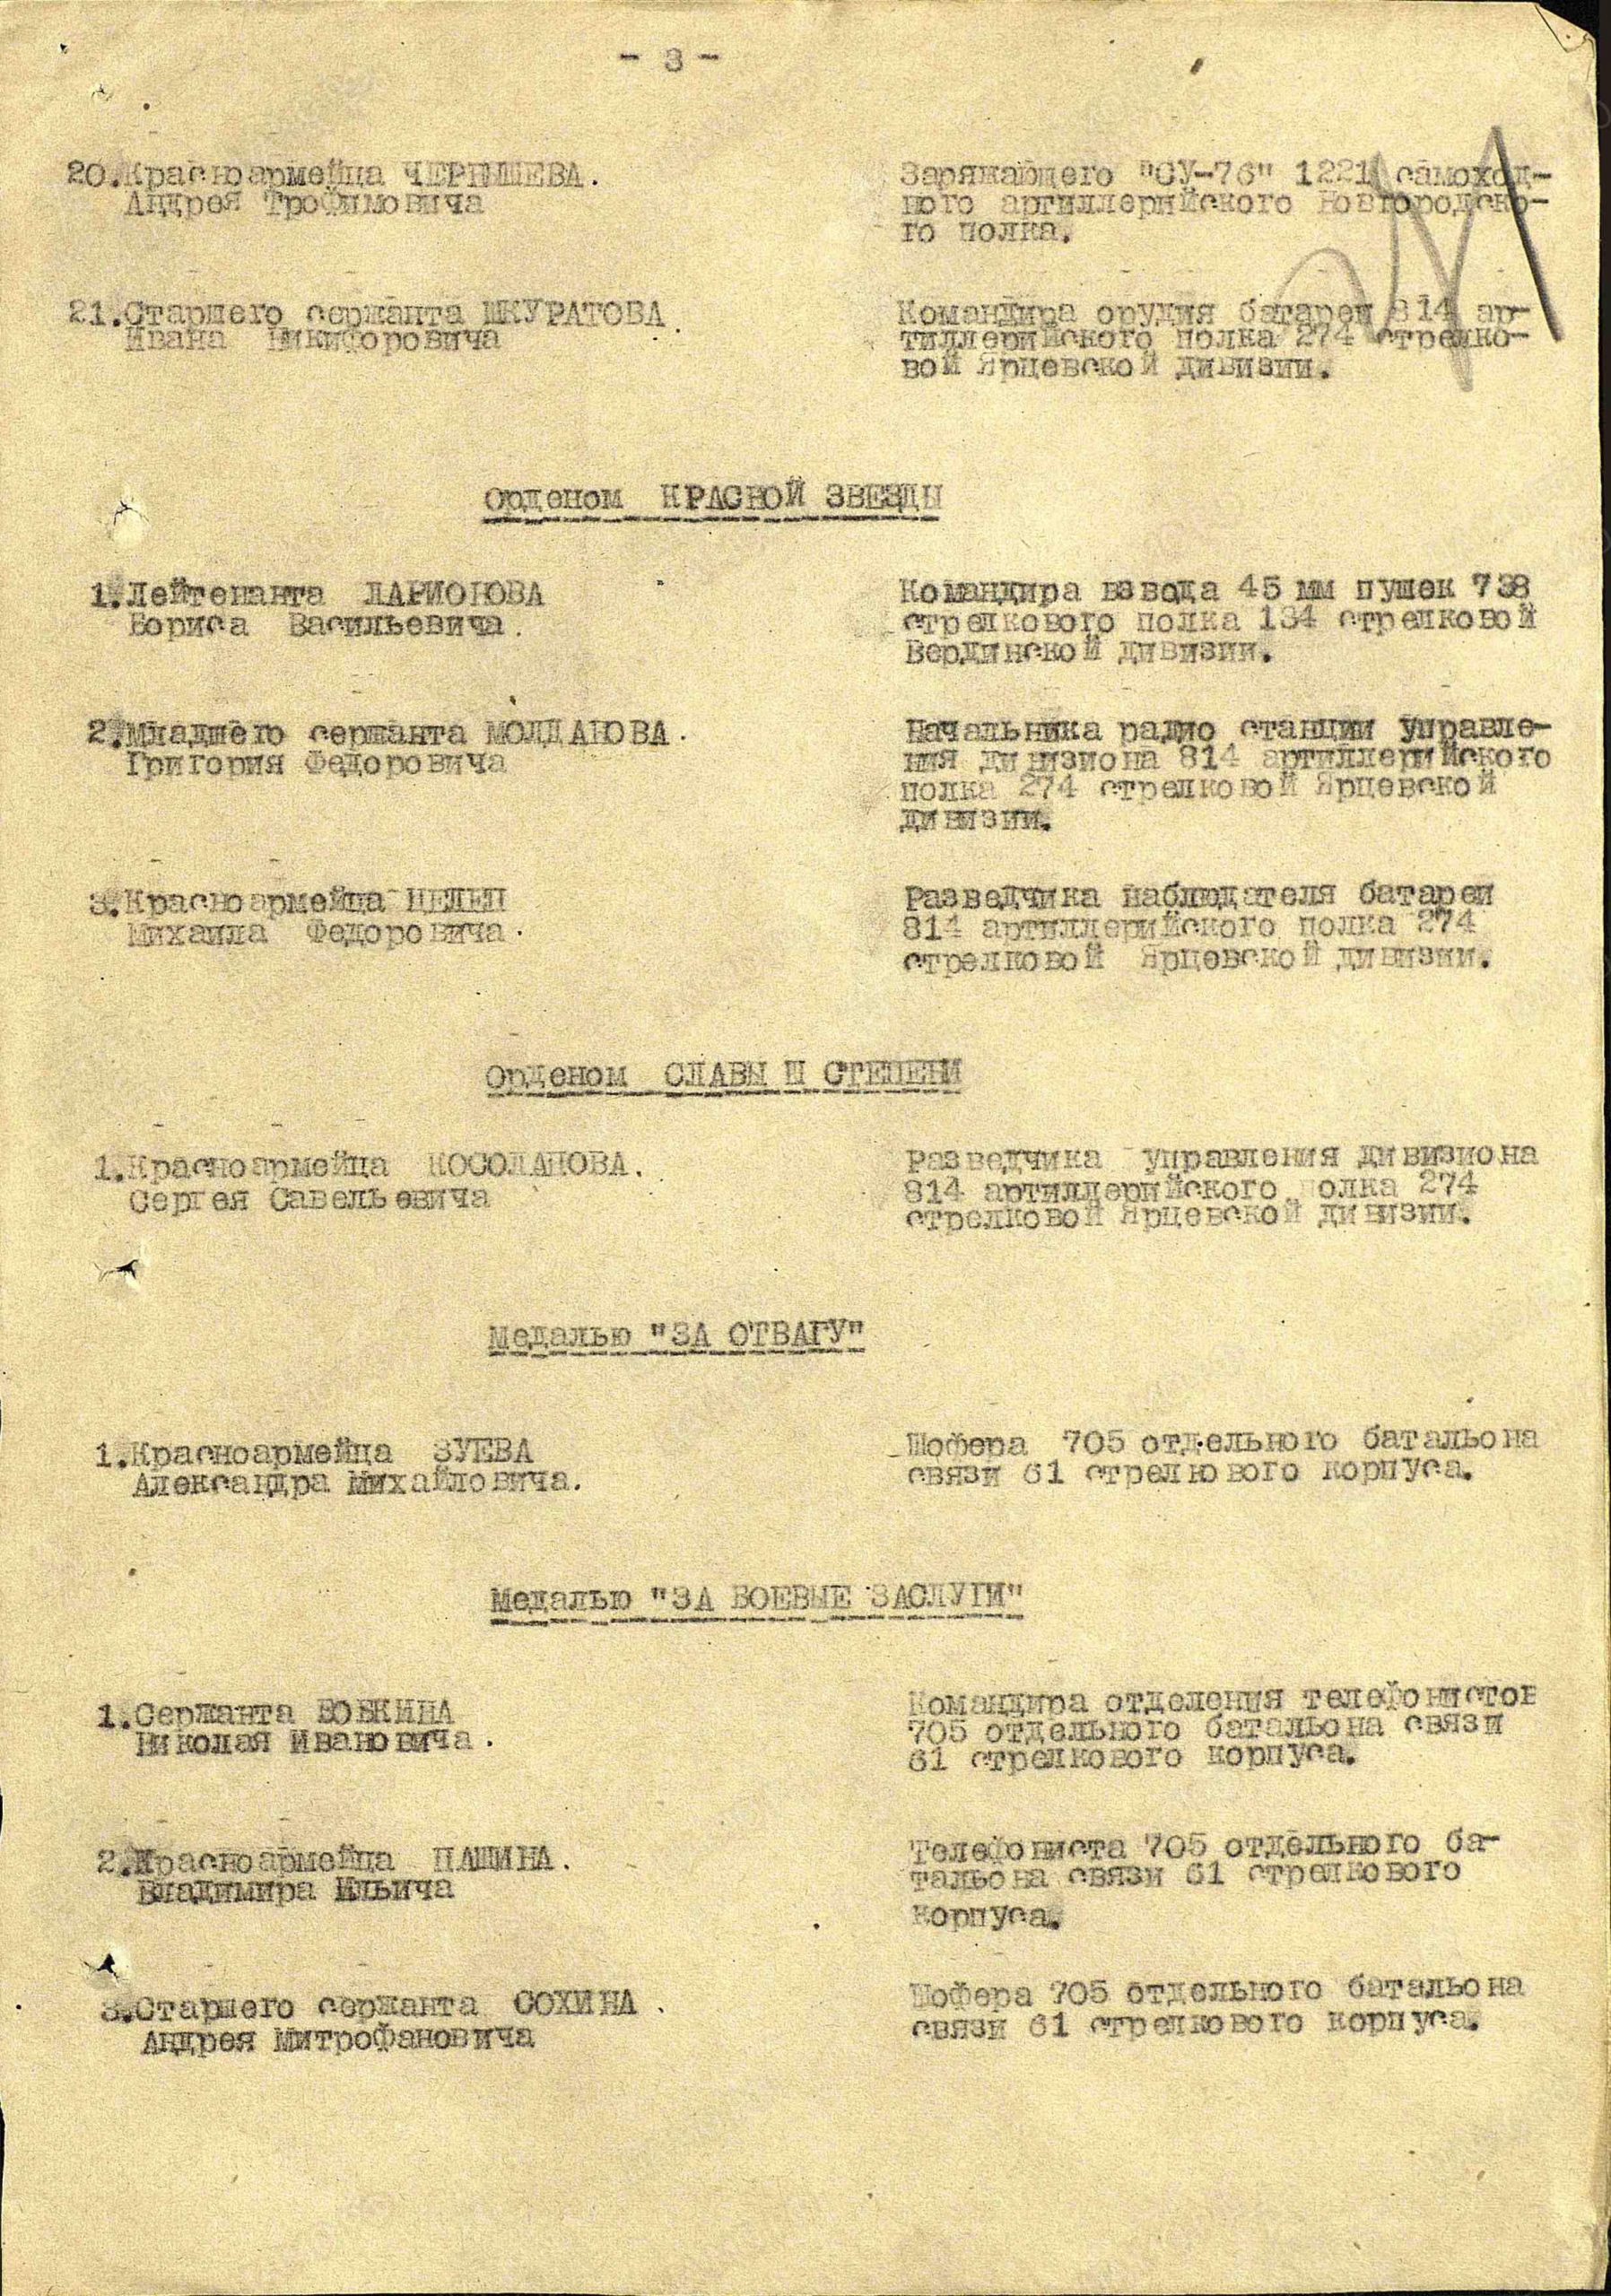 - 3 -
20.Красноармейца ЧЕРНЫШЕВА.
Андрея Трофимовича
Заряжающего "СУ-76" 1221 самоход-
ного артиллерийского Новгородско-
го полка.
21.Старшего сержанта ШКУРАТОВА.
Ивана Никифоровича
Командира орудия батареи 814 ар-
тиллерийского полка 274 стрелко-
вой Ярцевской дивизии.
Орденом КРАСНОЙ ЗВЕЗДЫ
1.Лейтенанта ЛАРИОНОВА
Бориса Васильевича.
Командира взвода 45 мм пушек 738
стрелкового полка 134 стрелковой
Вердинской дивизии.
2.Младшего сержанта МОЛДАНОВА.
Григория Федоровича
Начальника радио станции управле-
ния дивизиона 814 артиллерийского
полка 274 стрелковой Ярцевской
дивизии.
3.Красноармейца ЦЕЛЕП
Михаила Федоровича.
Разведчика наблюдателя батареи
814 артиллерийского полка 274
стрелковой Ярцевской дивизии.
Орденом СЛАВЫ II СТЕПЕНИ
1.Красноармейца КОСОЛАПОВА.
Сергея Савельевича
Разведчика управления дивизиона
814 артиллерийского полка 274
стрелковой Ярцевской дивизии.
Медалью "ЗА ОТВАГУ"
1.Красноармейца ЗУЕВА
Александра Михайловича.
Шофера 705 отдельного батальона
связи 61 стрелкового корпуса.
Медалью "ЗА БОЕВЫЕ ЗАСЛУГИ"
1.Сержанта
Николая Ивановича.
Командира отделения телефонистов
705 отдельного батальона связи
61 стрелкового корпуса.
2.Красноармейца ПАШИНА.
Владимира Ильича
Телефониста 705 отдельного ба-
тальона связи 61 стрелкового
корпуса.
3.Старшего сержанта СОХИНА.
Андрея Митрофановича
Шофера 705 отдельного батальона
связи 61 стрелкового корпуса.